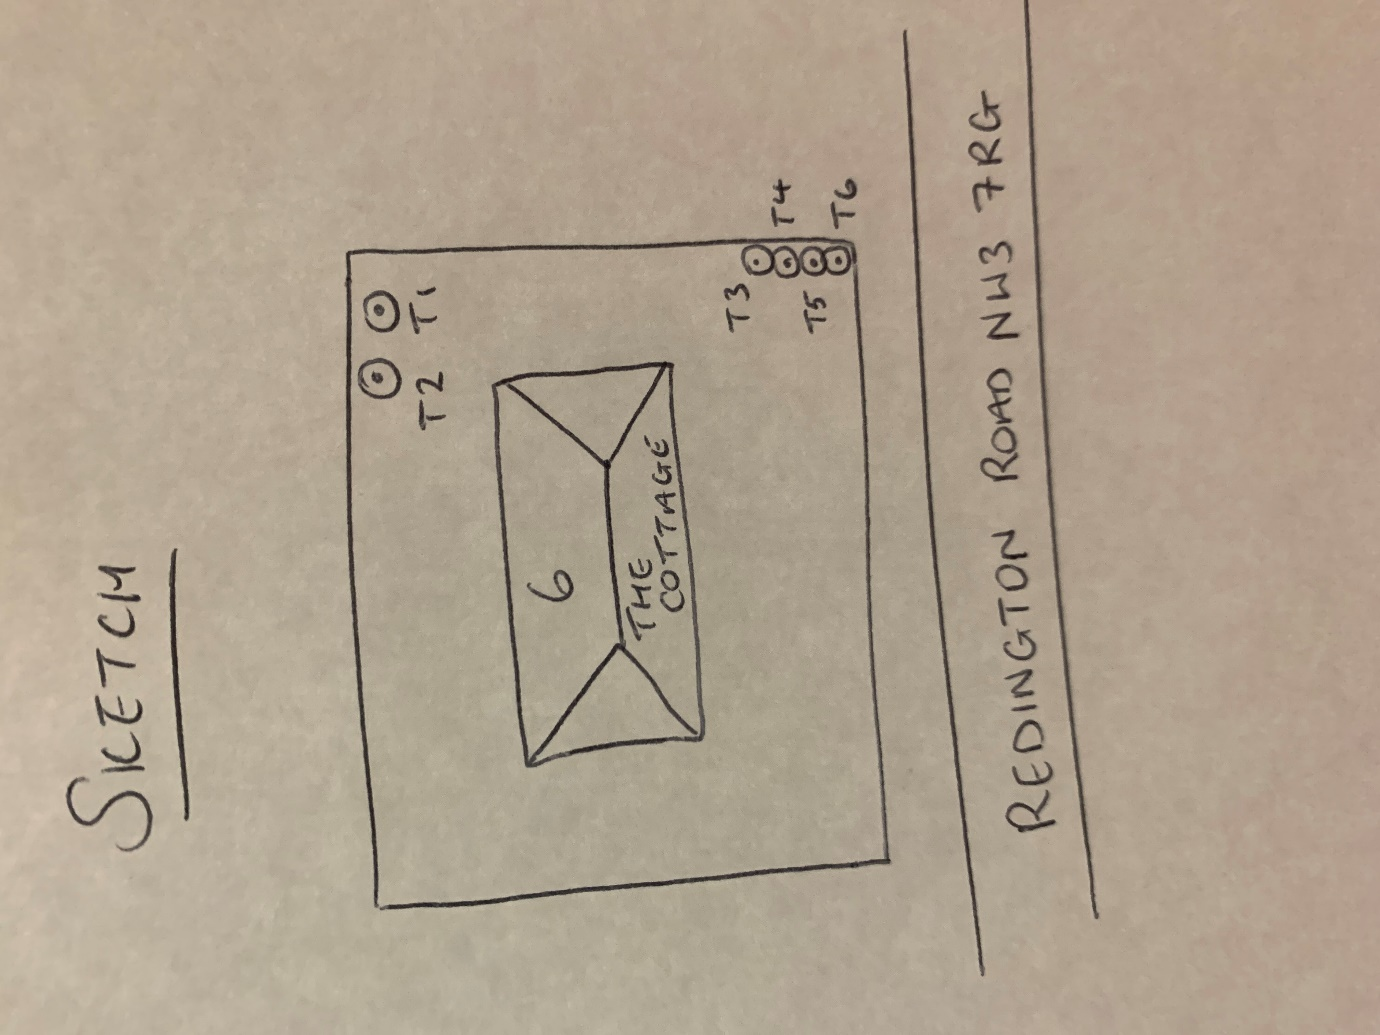 SKETCH
T2 T1
6
THE
COTTAGE
T3
T4
T5
T6
REDINGTON ROAD NW3 7RG